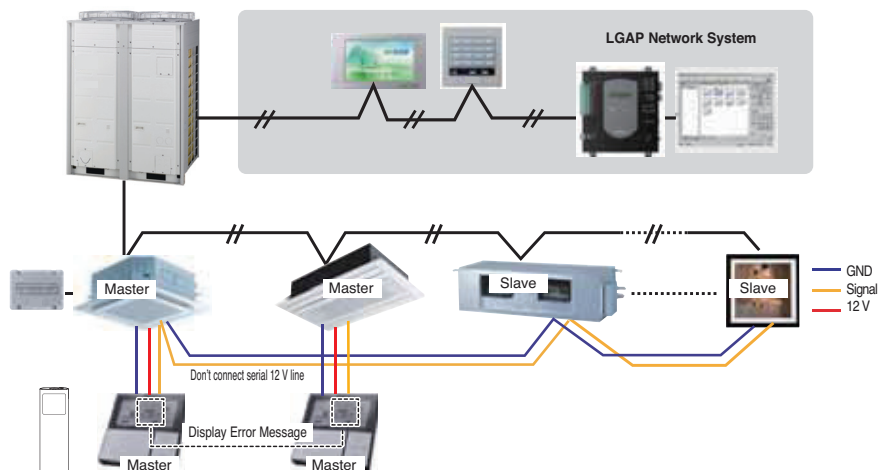 LGAP Network System
Master
Master
Slave
Slave
GND
Signal
12 V
Don't connect serial 12 V line
Display Error Message
Master
Master